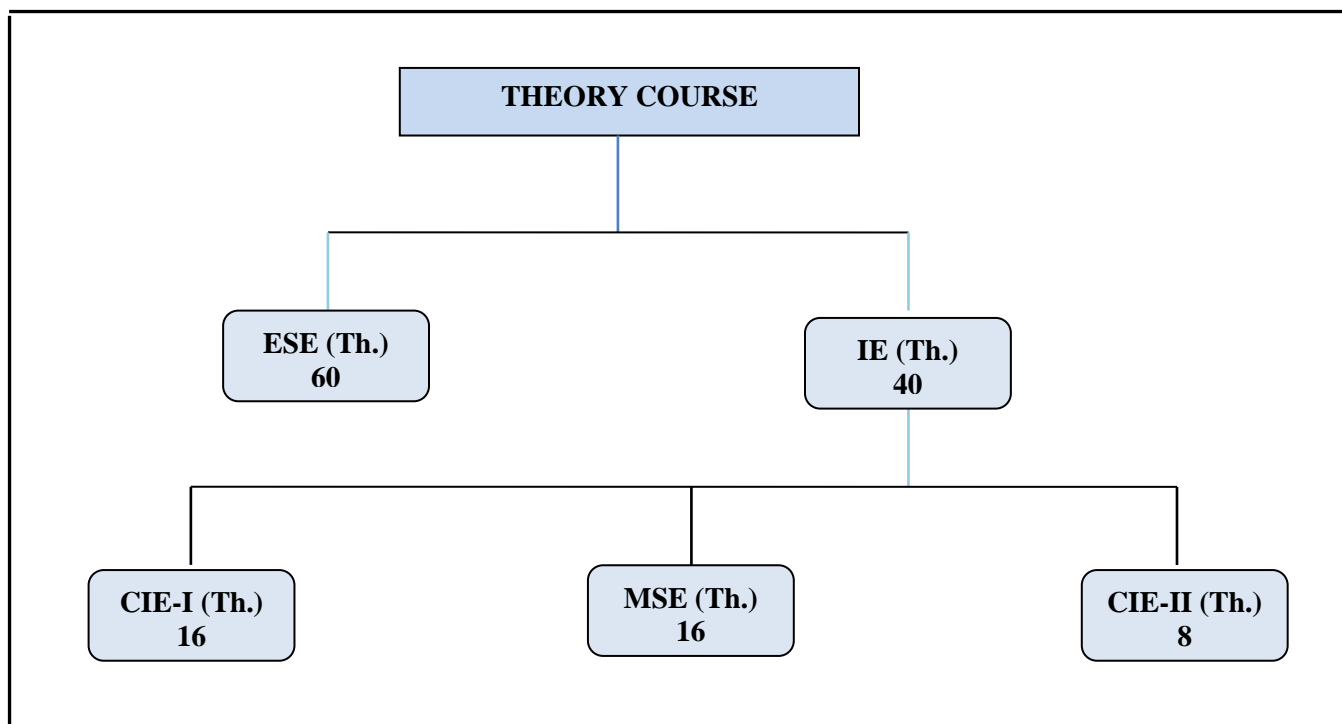 THEORY COURSE
ESE (Th.)
60
IE (Th.)
40
CIE-I (Th.)
16
MSE (Th.)
16
CIE-II (Th.)
8